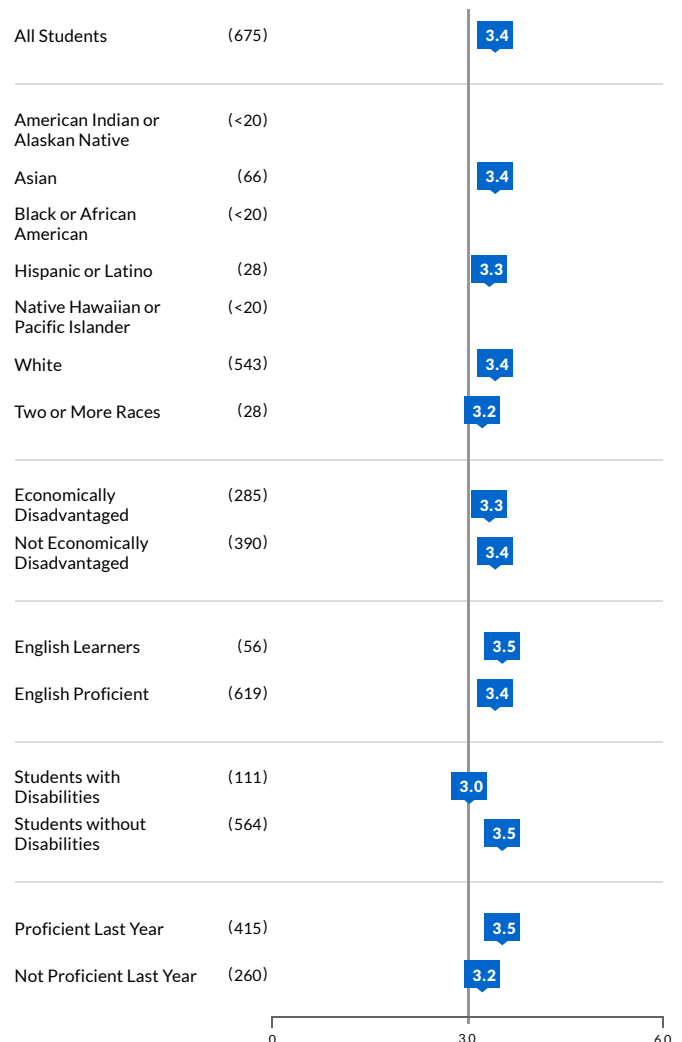 All Students (675) 3.4
American Indian or (<20)
Alaskan Native
Asian (66) 3.4
Black or African (<20)
American
Hispanic or Latino (28) 3.3
Native Hawaiian or (<20)
Pacific Islander
White (543) 3.4
Two or More Races (28) 3.2
Economically (285) 3.3
Disadvantaged
Not Economically (390) 3.4
Disadvantaged
English Learners (56) 3.5
English Proficient (619) 3.4
Students with (111) 3.0
Disabilities
Students without (564) 3.5
Disabilities
Proficient Last Year (415) 3.5
Not Proficient Last Year (260) 3.2
0 3.0 6.0